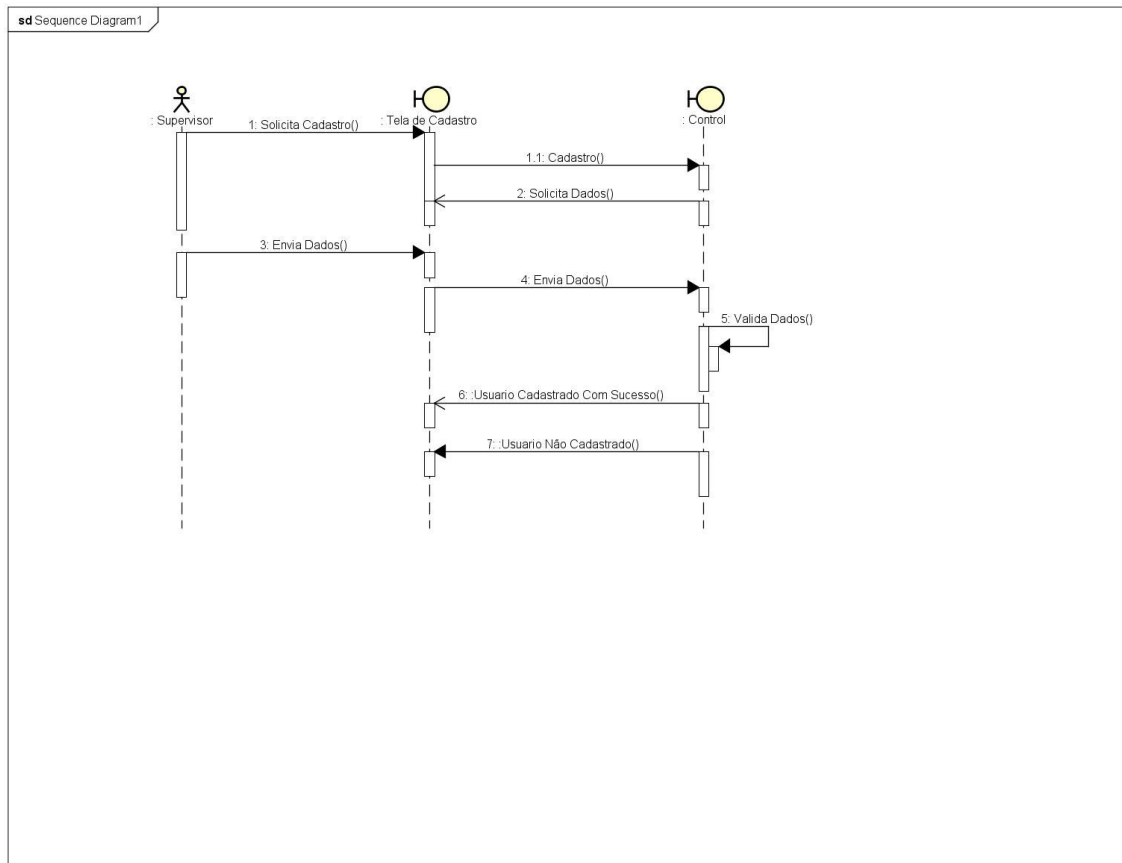 sd Sequence Diagram1
: Supervisor
: Tela de Cadastro
: Control
1: Solicita Cadastro()
1.1: Cadastro()
2: Solicita Dados()
3: Envia Dados()
4: Envia Dados()
5: Valida Dados()
6: :Usuario Cadastrado Com Sucesso()
7: :Usuario Não Cadastrado()